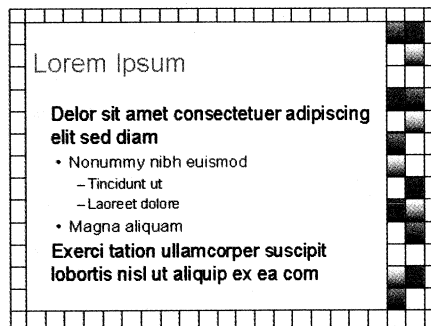 Lorem Ipsum
Delor sit amet consectetuer adipiscing
elit sed diam
• Nonummy nibh euismod
– Tincidunt ut
– Laoreet dolore
• Magna aliquam
Exerci tation ullamcorper suscipit
lobortis nisl ut aliquip ex ea com